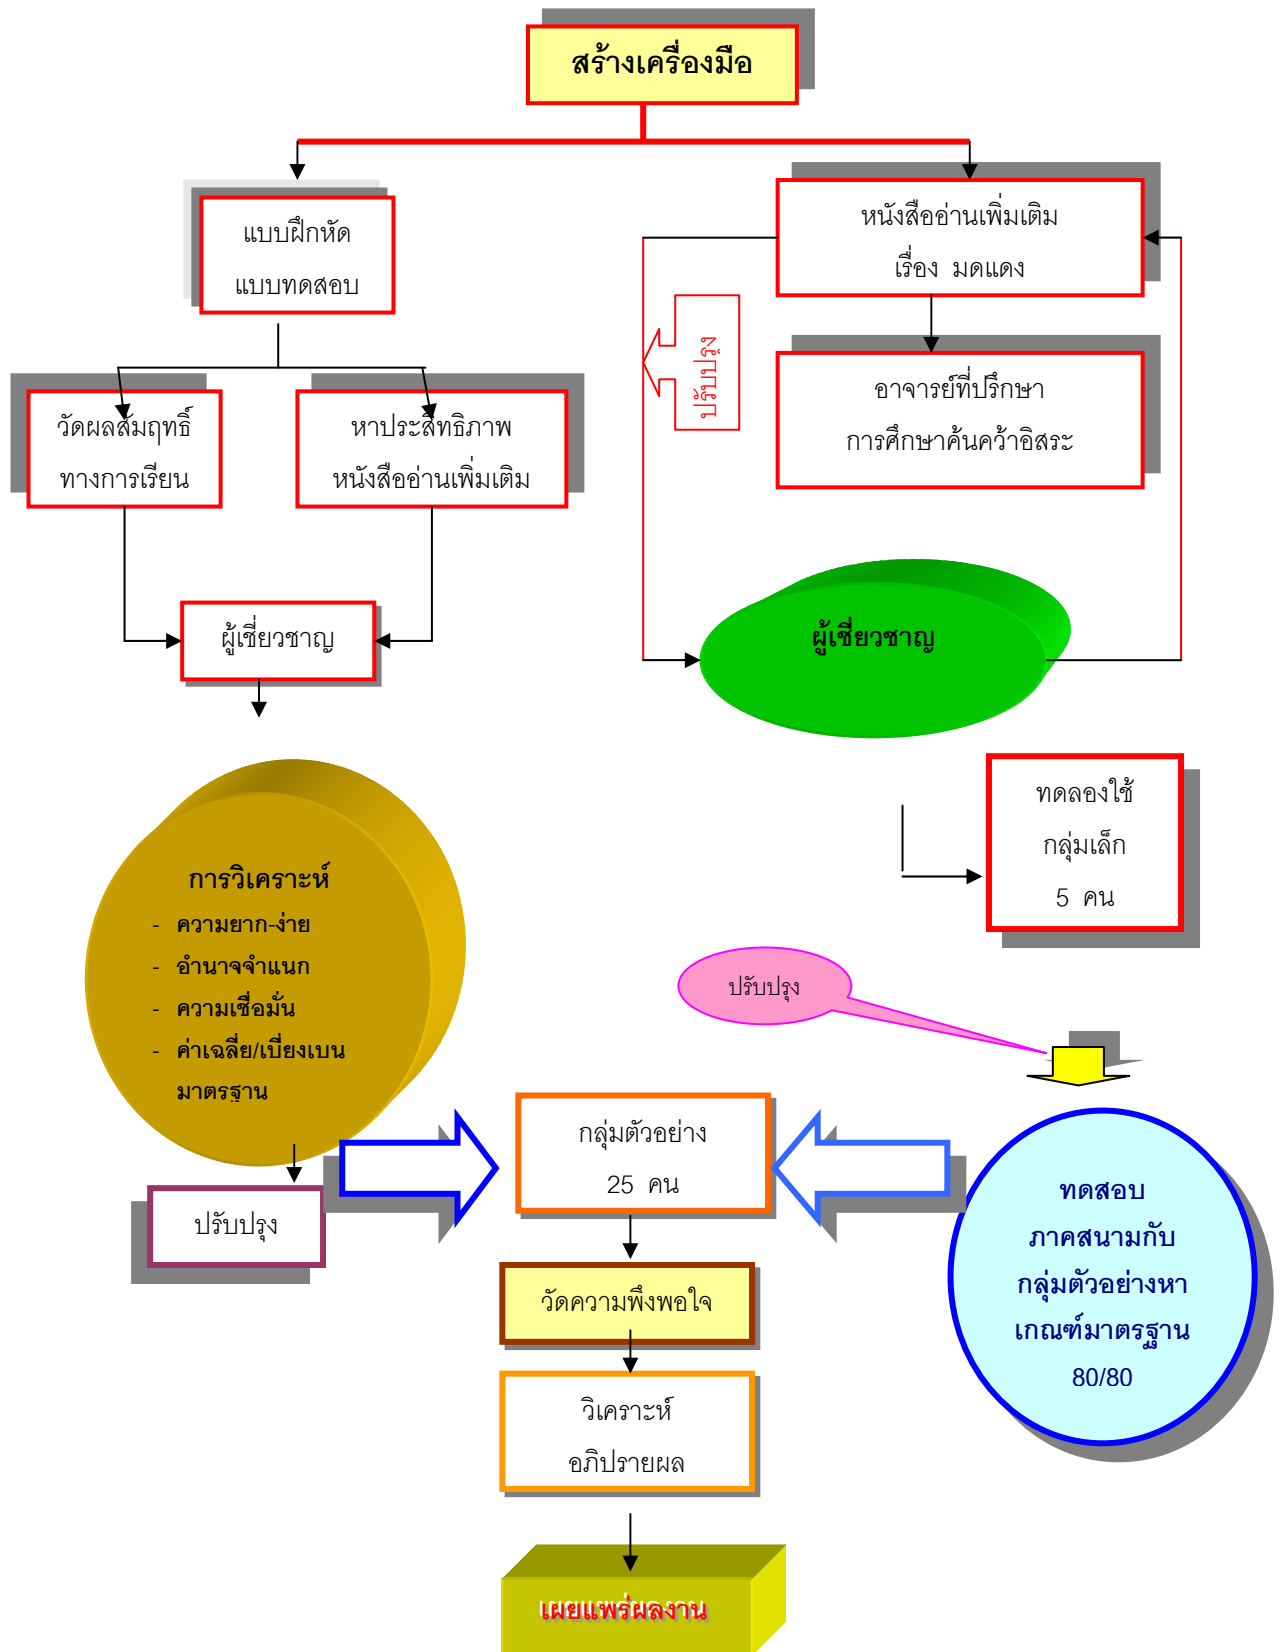 สร้างเครื่องมือ
แบบฝึกหัด
แบบทดสอบ
หนังสืออ่านเพิ่มเติม
เรื่อง มดแดง
ปรับปรุง
อาจารย์ที่ปรึกษา
การศึกษาค้นคว้าอิสระ
วัดผลสัมฤทธิ์
ทางการเรียน
หาประสิทธิภาพ
หนังสืออ่านเพิ่มเติม
ผู้เชี่ยวชาญ
ผู้เชี่ยวชาญ
ทดลองใช้
กลุ่มเล็ก
5 คน
การวิเคราะห์
- ความยาก-ง่าย
- อำนาจจำแนก
- ความเชื่อมั่น
- ค่าเฉลี่ย/เบี่ยงเบน
มาตรฐาน
ปรับปรุง
ปรับปรุง
กลุ่มตัวอย่าง
25 คน
ทดสอบ
ภาคสนามกับ
กลุ่มตัวอย่างหา
เกณฑ์มาตรฐาน
80/80
วัดความพึงพอใจ
วิเคราะห์
อภิปรายผล
เผยแพร่ผลงาน